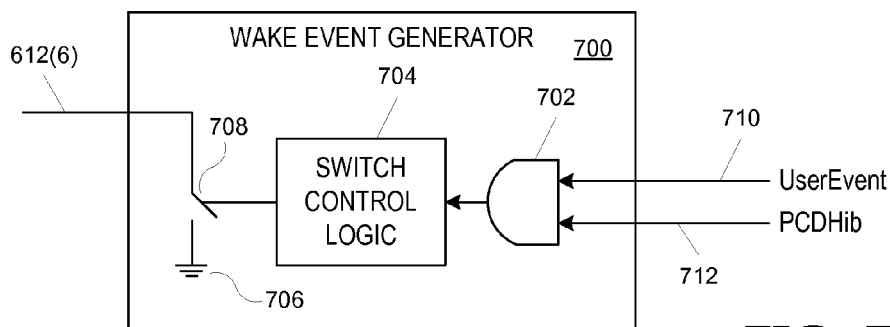 WAKE EVENT GENERATOR
700
612(6)
704
702
708
710
SWITCH
CONTROL
LOGIC
UserEvent
PCDHib
706
712